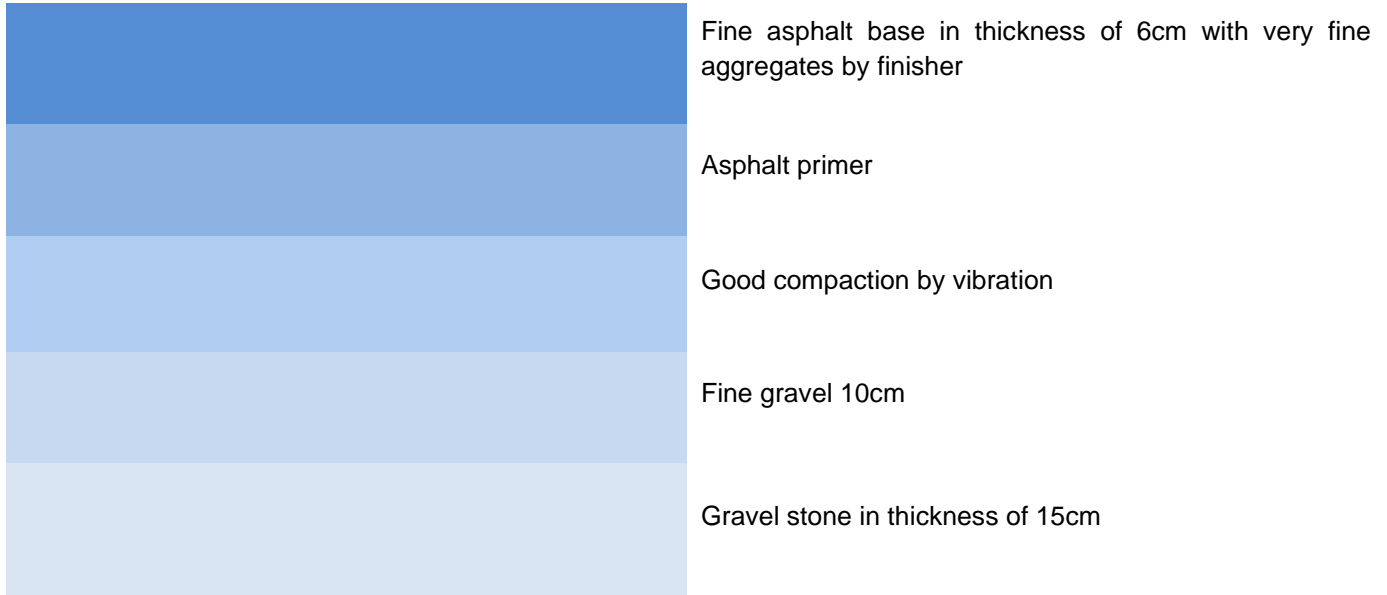 Fine asphalt base in thickness of 6cm with very fine
aggregates by finisher
Asphalt primer
Good compaction by vibration
Fine gravel 10cm
Gravel stone in thickness of 15cm